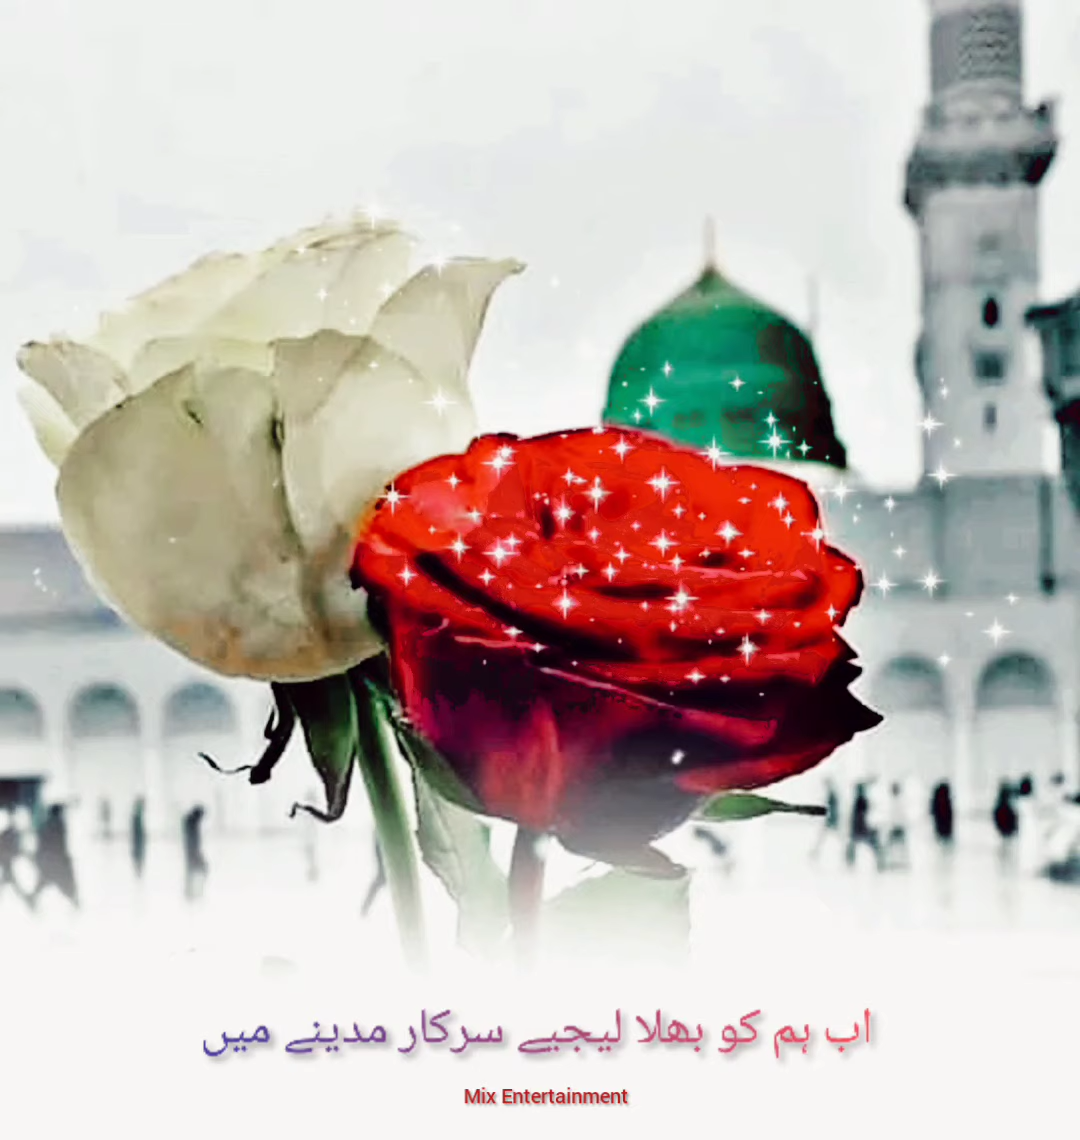 اب ہم کو بھلا لیجیے سرکار مدینے میں
Mix Entertainment